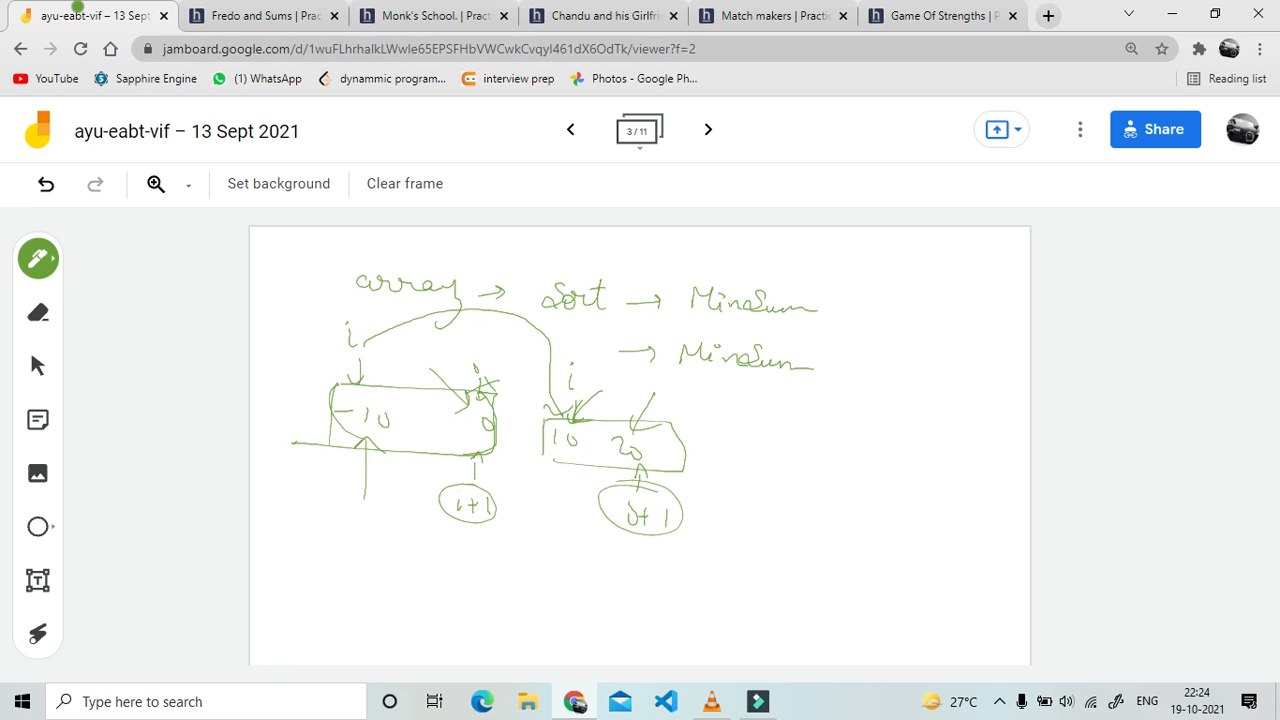 ayu-eabt-vif – 13 Sept
Fredo and Sums | Prac
Monk's School. | Pract
Chandu and his Girlfri
Match makers | Practi
Game Of Strengths | P
jamboard.google.com/d/1wuFLhrhalkLWwle65EPSFHbVWCwkCvqyl461dX6OdTk/viewer?f=2
YouTube
Sapphire Engine
(1) WhatsApp
dynammic program...
interview prep
Photos - Google Ph...
Reading list
ayu-eabt-vif – 13 Sept 2021
3 / 11
Share
Set background
Clear frame
array → Sort → MinSum
→ MinSum
i
i
-10 0
10 20
i+1
i+1
Type here to search
27°C
ENG
22:24
19-10-2021